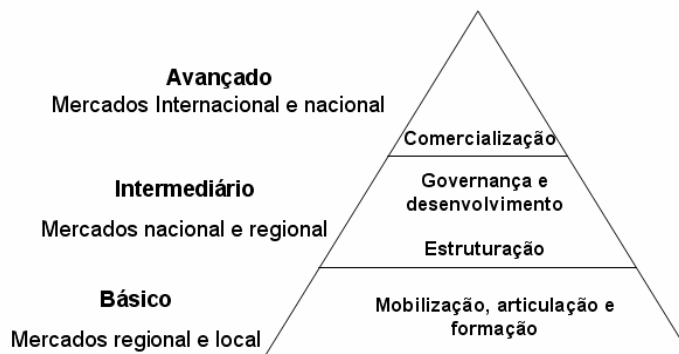 Avançado
Mercados Internacional e nacional
Comercialização
Intermediário
Mercados nacional e regional
Governança e
desenvolvimento
Estruturação
Básico
Mercados regional e local
Mobilização, articulação e
formação